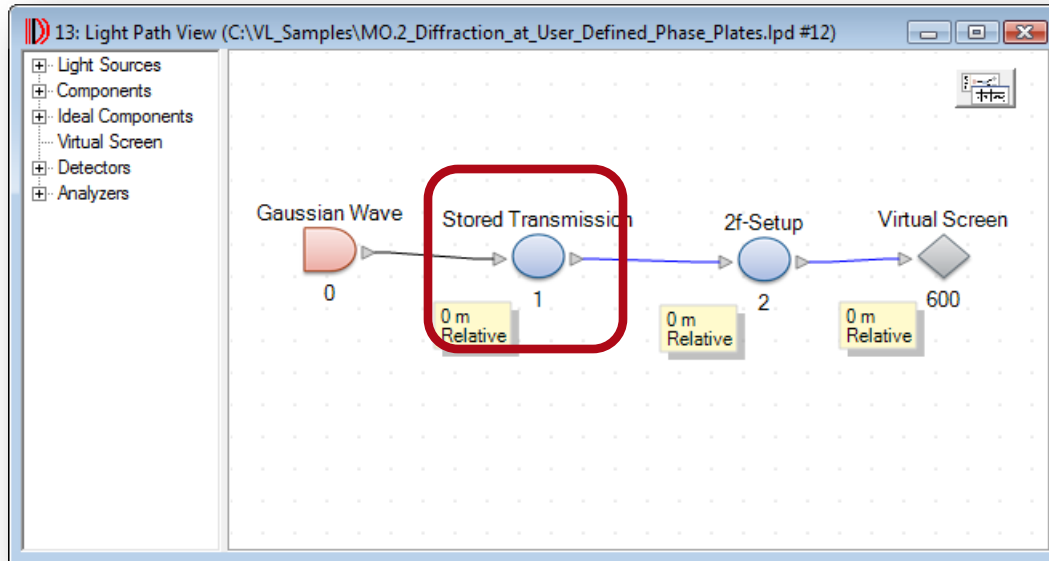 13: Light Path View (C:\VL_Samples\MO.2_Diffraction_at_User_Defined_Phase_Plates.lpd #12)
Light Sources
Components
Ideal Components
Virtual Screen
Detectors
Analyzers
Gaussian Wave
0
Stored Transmission
1
0 m
Relative
2f-Setup
2
0 m
Relative
Virtual Screen
600
0 m
Relative